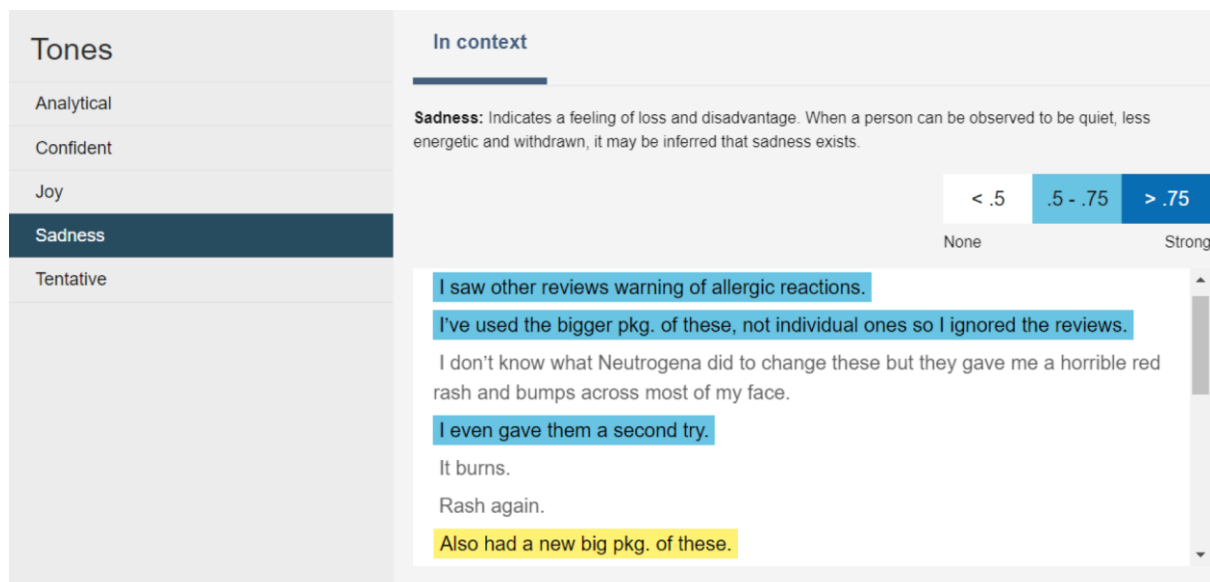 Tones
Analytical
Confident
Joy
Sadness
Tentative
In context
Sadness: Indicates a feeling of loss and disadvantage. When a person can be observed to be quiet, less
energetic and withdrawn, it may be inferred that sadness exists.
< .5 .5 - .75 > .75
None Strong
I saw other reviews warning of allergic reactions.
I’ve used the bigger pkg. of these, not individual ones so I ignored the reviews.
I don’t know what Neutrogena did to change these but they gave me a horrible red
rash and bumps across most of my face.
I even gave them a second try.
It burns.
Rash again.
Also had a new big pkg. of these.